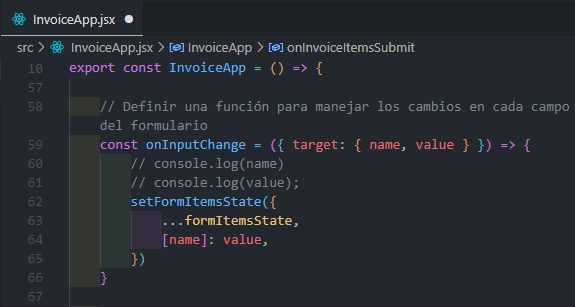 InvoiceApp.jsx
src > InvoiceApp.jsx > InvoiceApp > onInvoiceItemsSubmit
10 export const InvoiceApp = () => {
57
58 // Definir una función para manejar los cambios en cada campo
del formulario
59 const onInputChange = ({ target: { name, value } }) => {
60 // console.log(name)
61 // console.log(value);
62 setFormItemsState({
63 ...formItemsState,
64 [name]: value,
65 })
66 }
67